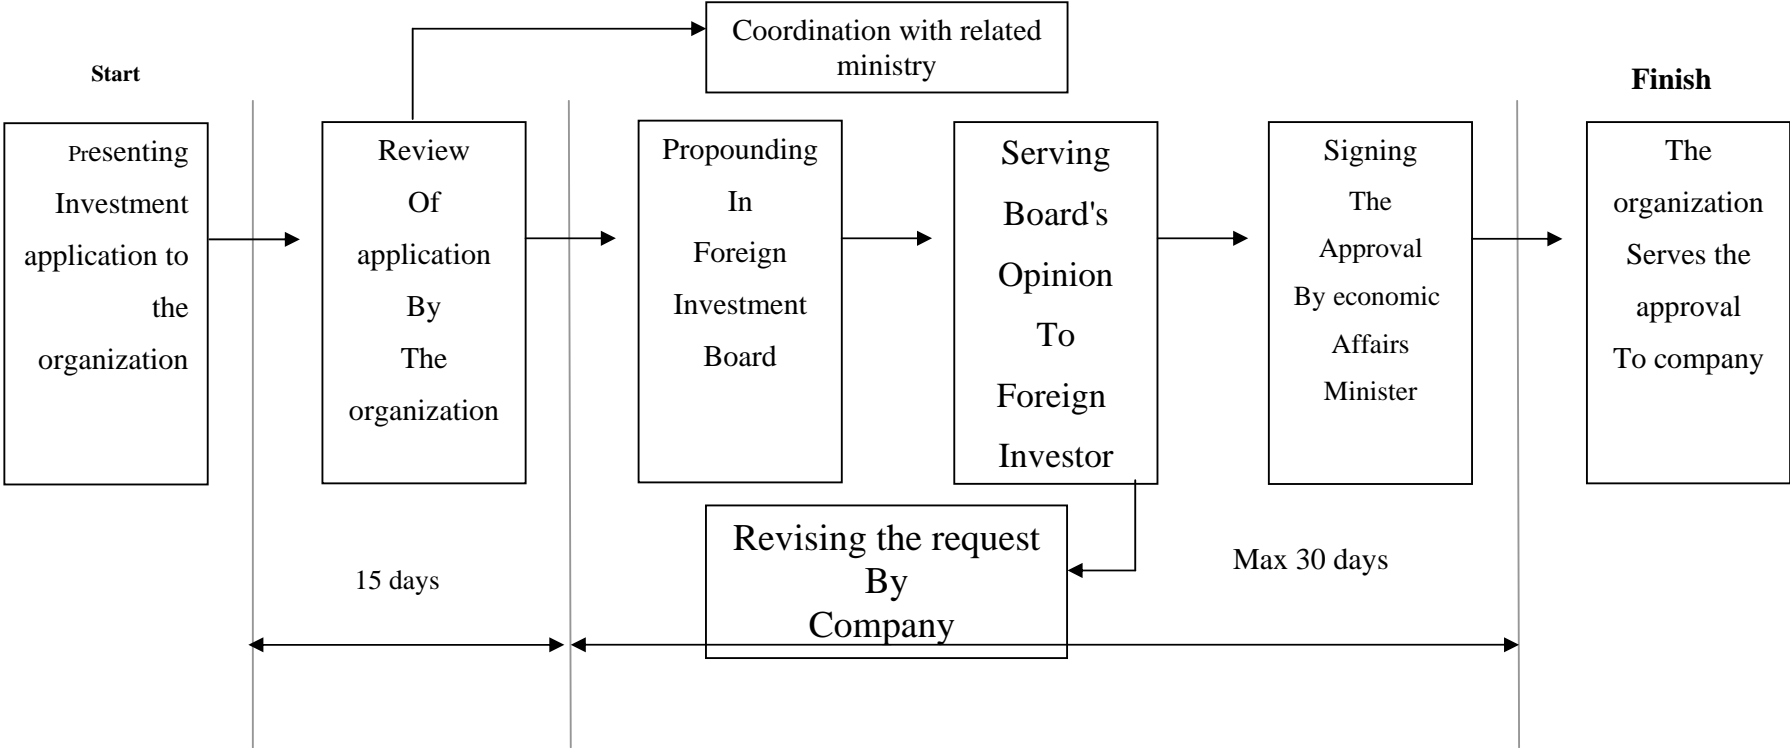 Coordination with related
ministry
Start
Finish
Presenting
Investment
application to
the
organization
Review
Of
application
By
The
organization
Propounding
In
Foreign
Investment
Board
Serving
Board's
Opinion
To
Foreign
Investor
Signing
The
Approval
By economic
Affairs
Minister
The
organization
Serves the
approval
To company
15 days
Revising the request
By
Company
Max 30 days